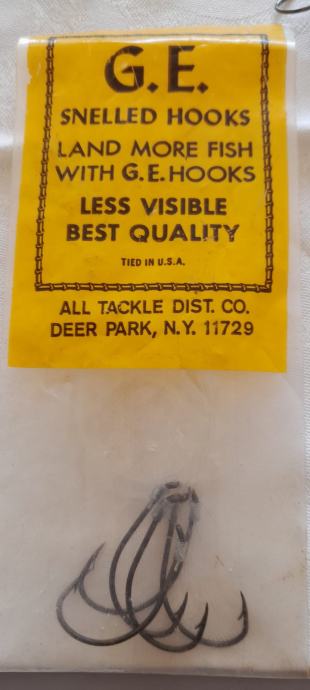 G.E.
SNELLED HOOKS
LAND MORE FISH
WITH G.E. HOOKS
LESS VISIBLE
BEST QUALITY
TIED IN U.S.A.
ALL TACKLE DIST. CO.
DEER PARK, N.Y. 11729